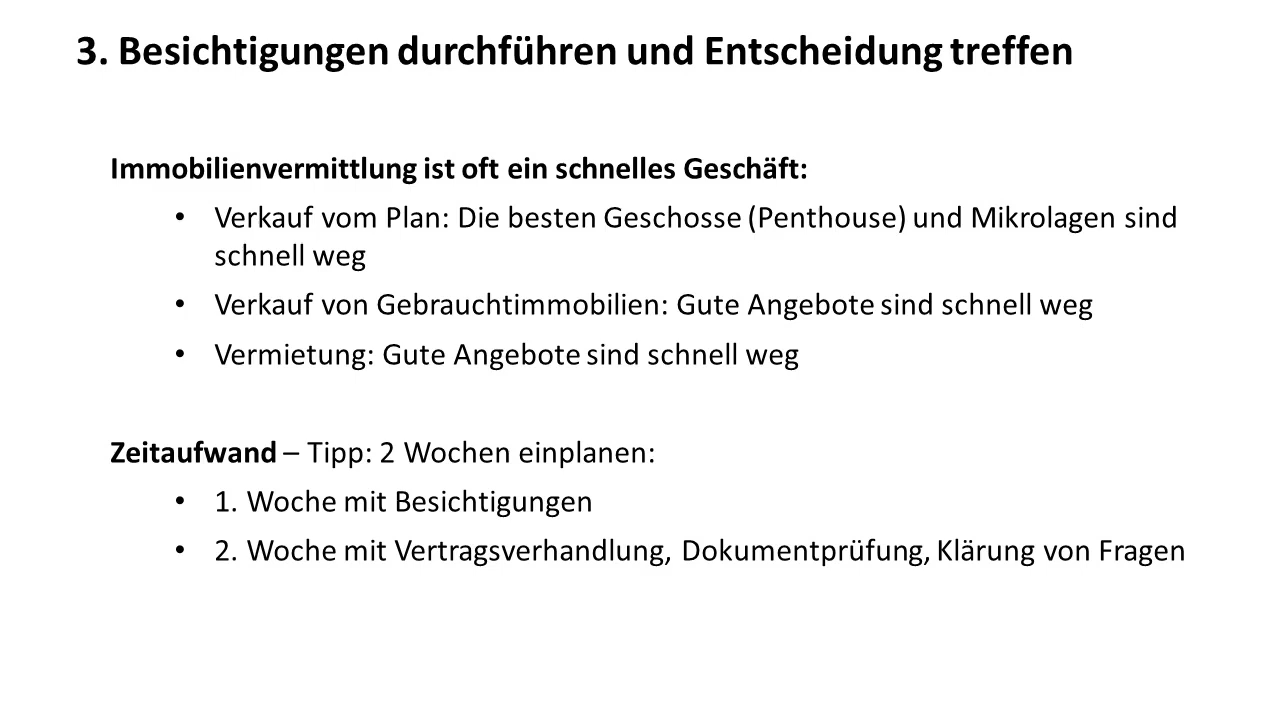 3. Besichtigungen durchführen und Entscheidung treffen
Immobilienvermittlung ist oft ein schnelles Geschäft:
• Verkauf vom Plan: Die besten Geschosse (Penthouse) und Mikrolagen sind
schnell weg
• Verkauf von Gebrauchtimmobilien: Gute Angebote sind schnell weg
• Vermietung: Gute Angebote sind schnell weg
Zeitaufwand – Tipp: 2 Wochen einplanen:
• 1. Woche mit Besichtigungen
• 2. Woche mit Vertragsverhandlung, Dokumentprüfung, Klärung von Fragen